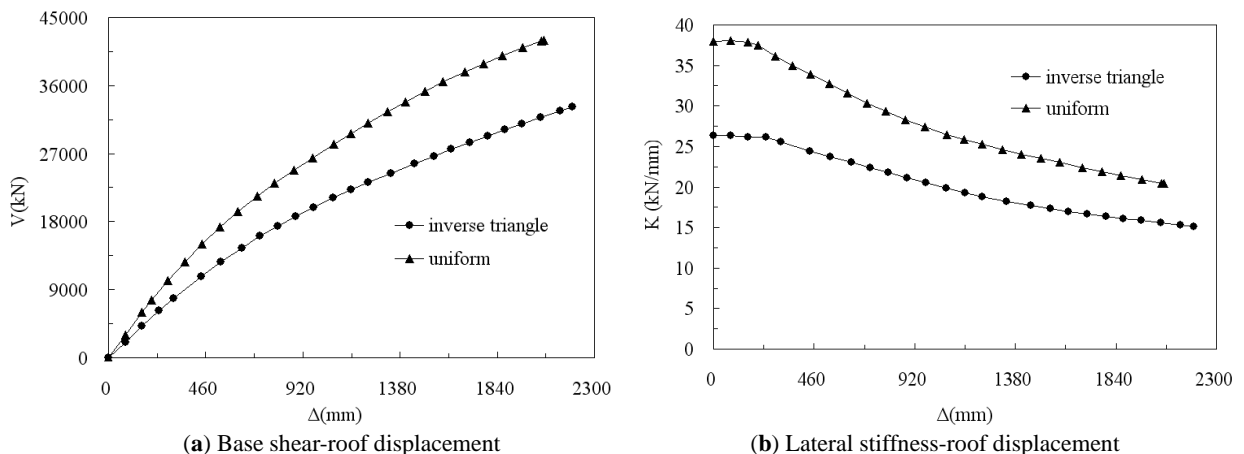 45000
36000
27000
18000
9000
0
V(kN)
inverse triangle
uniform
0 460 920 1380 1840 2300
Δ(mm)
(a) Base shear-roof displacement
40
35
30
25
20
15
10
5
0
K (kN/mm)
inverse triangle
uniform
0 460 920 1380 1840 2300
Δ(mm)
(b) Lateral stiffness-roof displacement